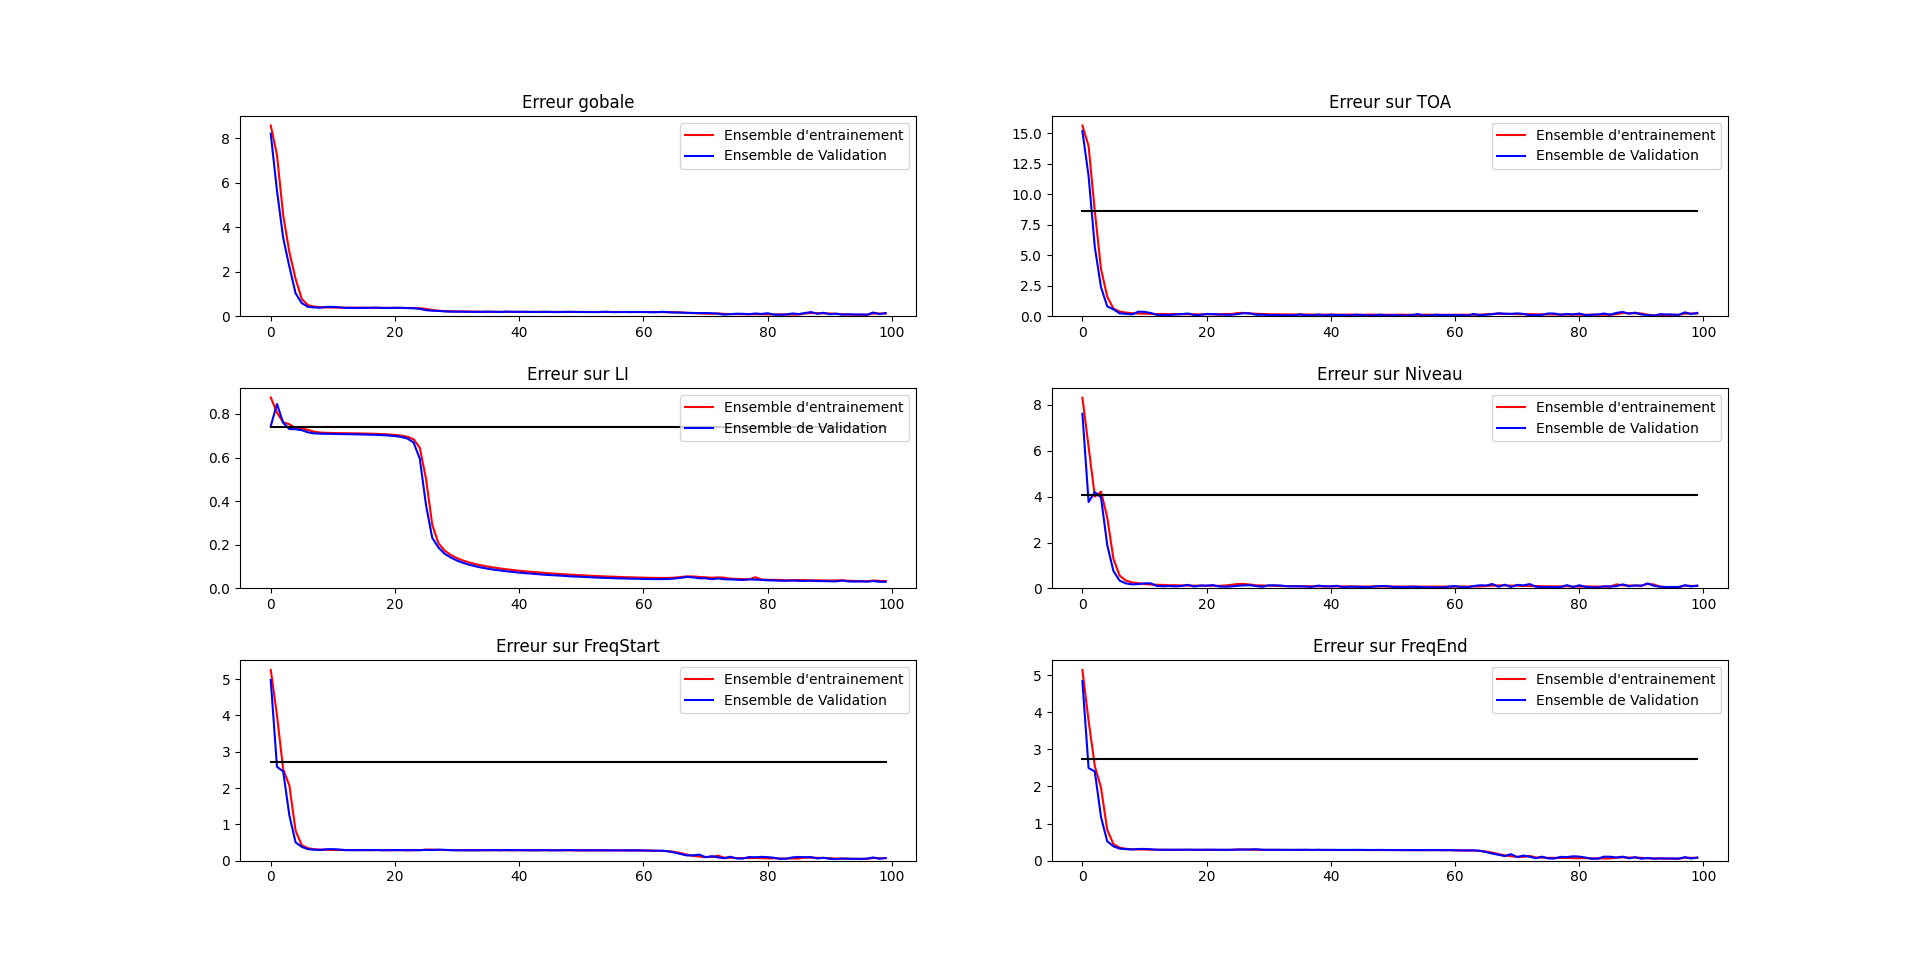 Erreur gobale
8
6
4
2
0
0 20 40 60 80 100
Ensemble d'entrainement
Ensemble de Validation
Erreur sur TOA
15.0
12.5
10.0
7.5
5.0
2.5
0.0
0 20 40 60 80 100
Ensemble d'entrainement
Ensemble de Validation
Erreur sur LI
0.8
0.6
0.4
0.2
0.0
0 20 40 60 80 100
Ensemble d'entrainement
Ensemble de Validation
Erreur sur Niveau
8
6
4
2
0
0 20 40 60 80 100
Ensemble d'entrainement
Ensemble de Validation
Erreur sur FreqStart
5
4
3
2
1
0
0 20 40 60 80 100
Ensemble d'entrainement
Ensemble de Validation
Erreur sur FreqEnd
5
4
3
2
1
0
0 20 40 60 80 100
Ensemble d'entrainement
Ensemble de Validation